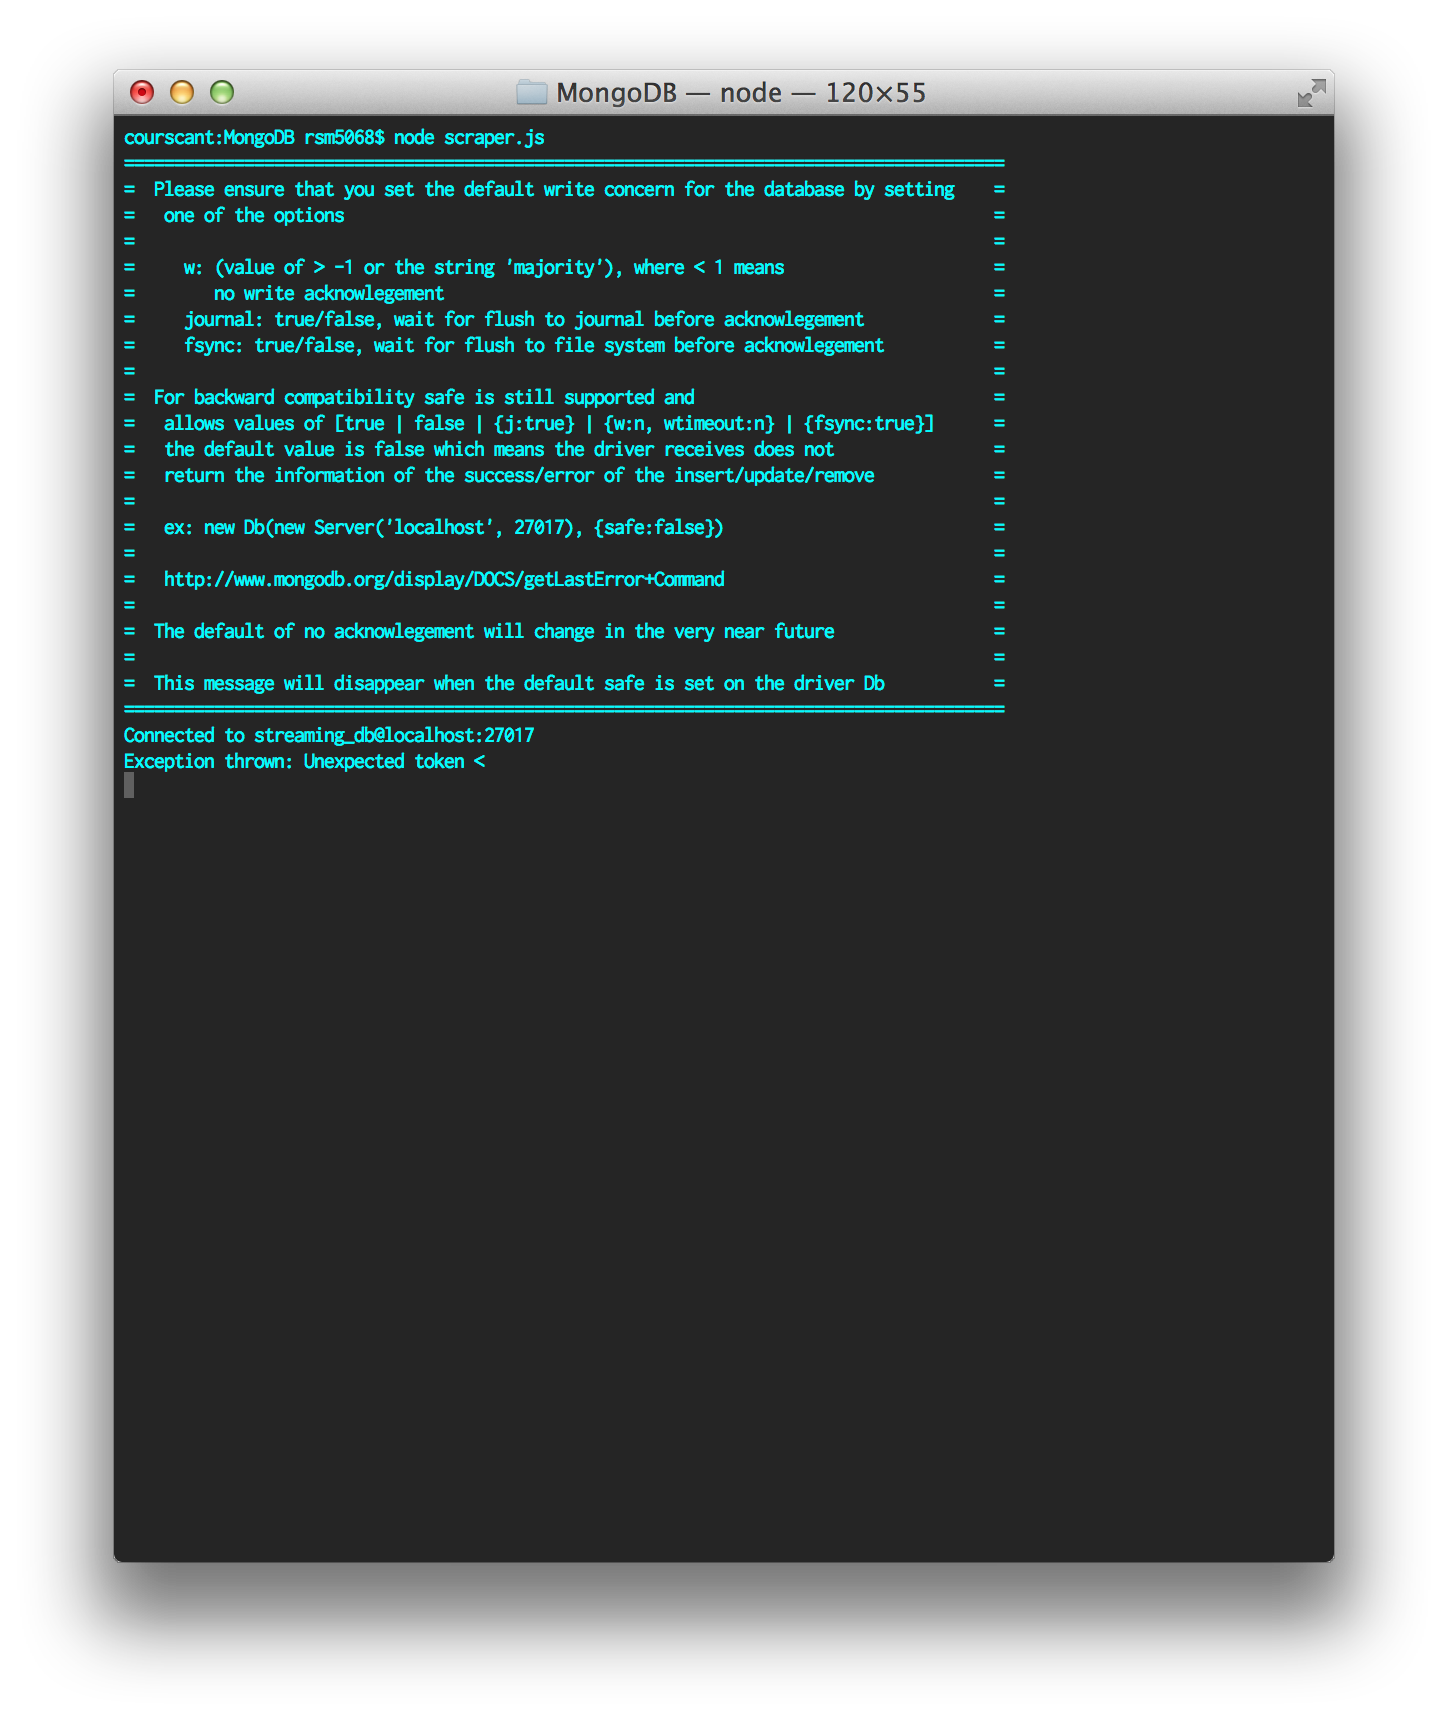 MongoDB — node — 120×55
courscant:MongoDB rsm5068$ node scraper.js
========================================================================================
=  Please ensure that you set the default write concern for the database by setting    =
=   one of the options                                                                 =
=                                                                                      =
=     w: (value of > -1 or the string 'majority'), where < 1 means                     =
=        no write acknowlegement                                                       =
=     journal: true/false, wait for flush to journal before acknowlegement             =
=     fsync: true/false, wait for flush to file system before acknowlegement           =
=                                                                                      =
=  For backward compatibility safe is still supported and                              =
=   allows values of [true | false | {j:true} | {w:n, wtimeout:n} | {fsync:true}]      =
=   the default value is false which means the driver receives does not                =
=   return the information of the success/error of the insert/update/remove            =
=                                                                                      =
=   ex: new Db(new Server('localhost', 27017), {safe:false})                           =
=                                                                                      =
=   http://www.mongodb.org/display/DOCS/getLastError+Command                           =
=                                                                                      =
=  The default of no acknowlegement will change in the very near future                =
=                                                                                      =
=  This message will disappear when the default safe is set on the driver Db           =
========================================================================================
Connected to streaming_db@localhost:27017
Exception thrown: Unexpected token <